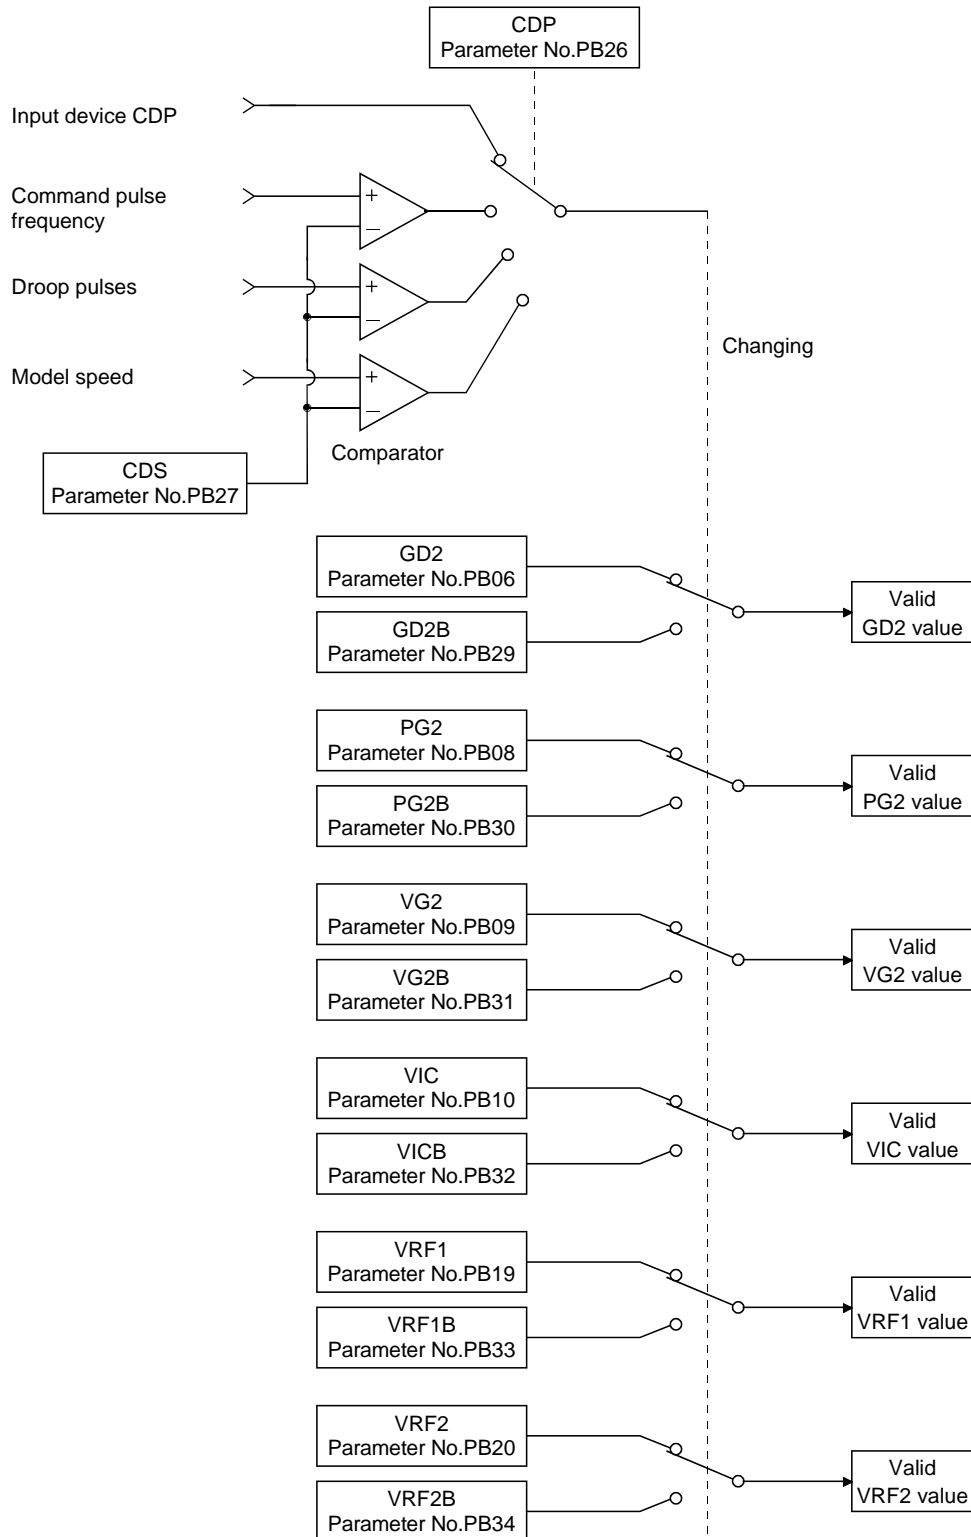 CDP
Parameter No.PB26
Input device CDP
Command pulse
frequency
+
−
Droop pulses
+
−
Changing
Model speed
+
−
Comparator
CDS
Parameter No.PB27
GD2
Parameter No.PB06
Valid
GD2 value
GD2B
Parameter No.PB29
PG2
Parameter No.PB08
Valid
PG2 value
PG2B
Parameter No.PB30
VG2
Parameter No.PB09
Valid
VG2 value
VG2B
Parameter No.PB31
VIC
Parameter No.PB10
Valid
VIC value
VICB
Parameter No.PB32
VRF1
Parameter No.PB19
Valid
VRF1 value
VRF1B
Parameter No.PB33
VRF2
Parameter No.PB20
Valid
VRF2 value
VRF2B
Parameter No.PB34